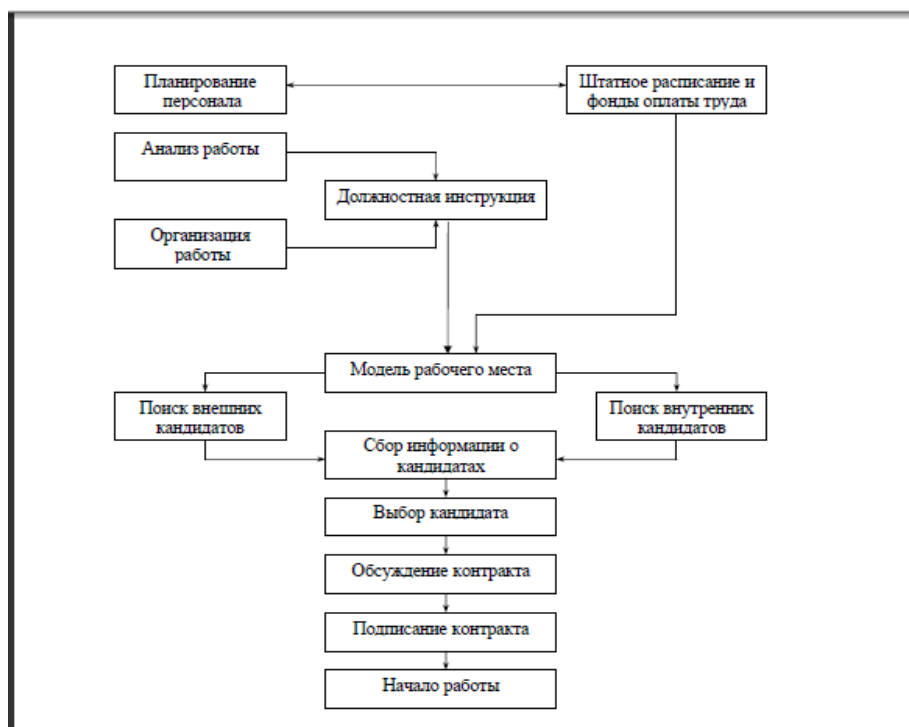 Планирование
персонала
Штатное расписание и
фонды оплаты труда
Анализ работы
Должностная инструкция
Организация
работы
Модель рабочего места
Поиск внешних
кандидатов
Поиск внутренних
кандидатов
Сбор информации о
кандидатах
Выбор кандидата
Обсуждение контракта
Подписание контракта
Начало работы